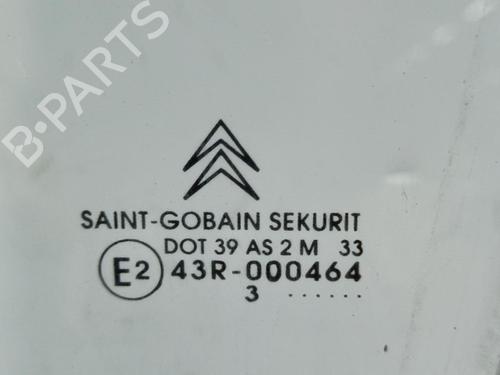 B-PARTS
SAINT-GOBAIN SEKURIT
DOT 39 AS 2 M 33
E2 43R-000464
3 ......